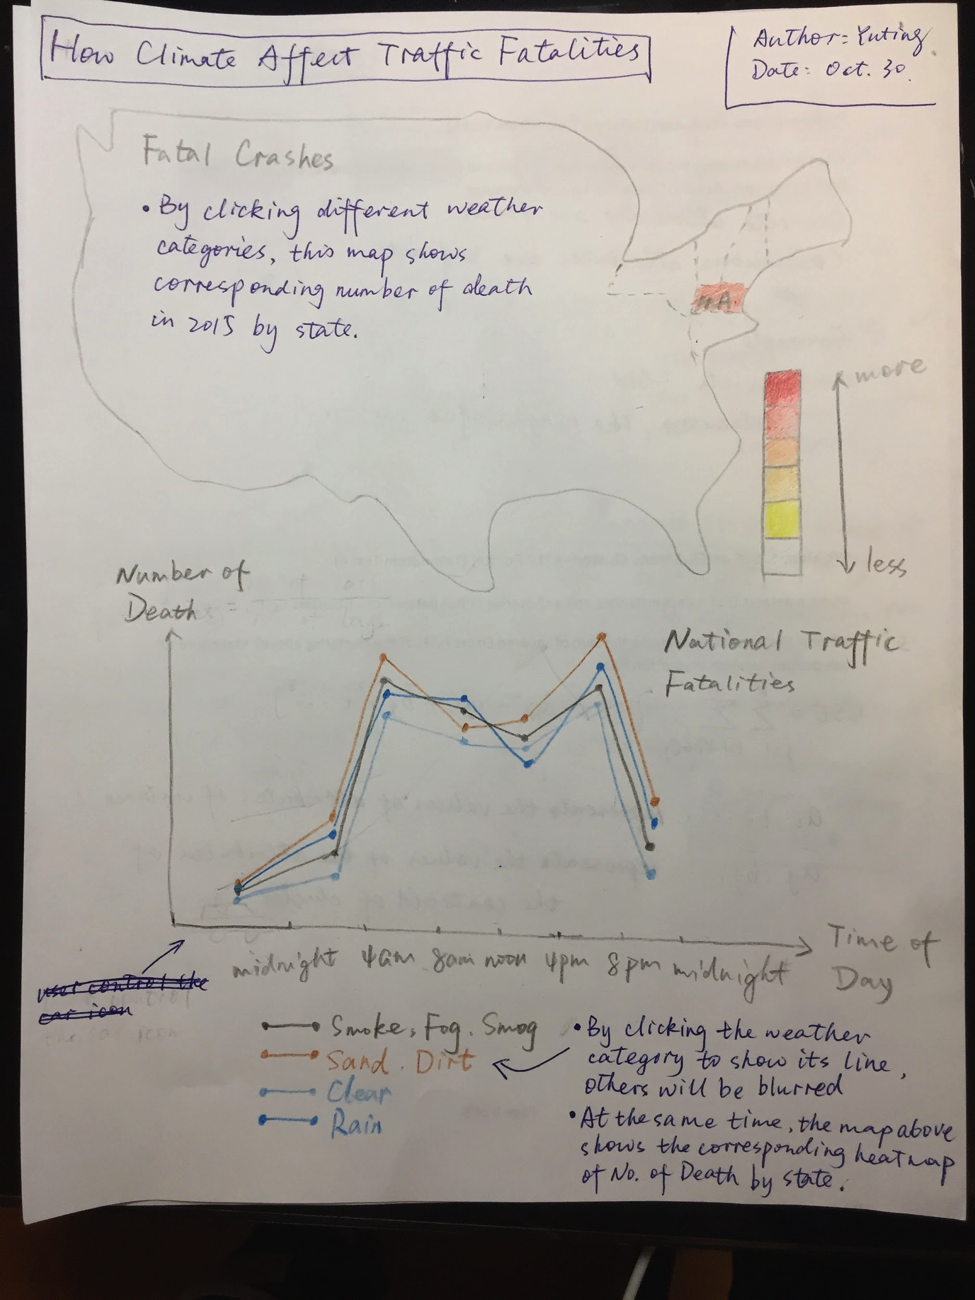 How Climate Affect Traffic Fatalities
Author: Yuting
Date: Oct. 30.
Fatal Crashes
• By clicking different weather
categories, this map shows
corresponding number of death
in 2015 by state.
MA.
more
less
Number of
Death
National Traffic
Fatalities
Time of
Day
midnight 4am 8am noon 4pm 8pm midnight
user control the
car icon
Smoke, Fog. Smog
Sand. Dirt
Clear
Rain
• By clicking the weather
category to show its line,
others will be blurred
• At the same time, the map above
shows the corresponding heatmap
of No. of Death by state.